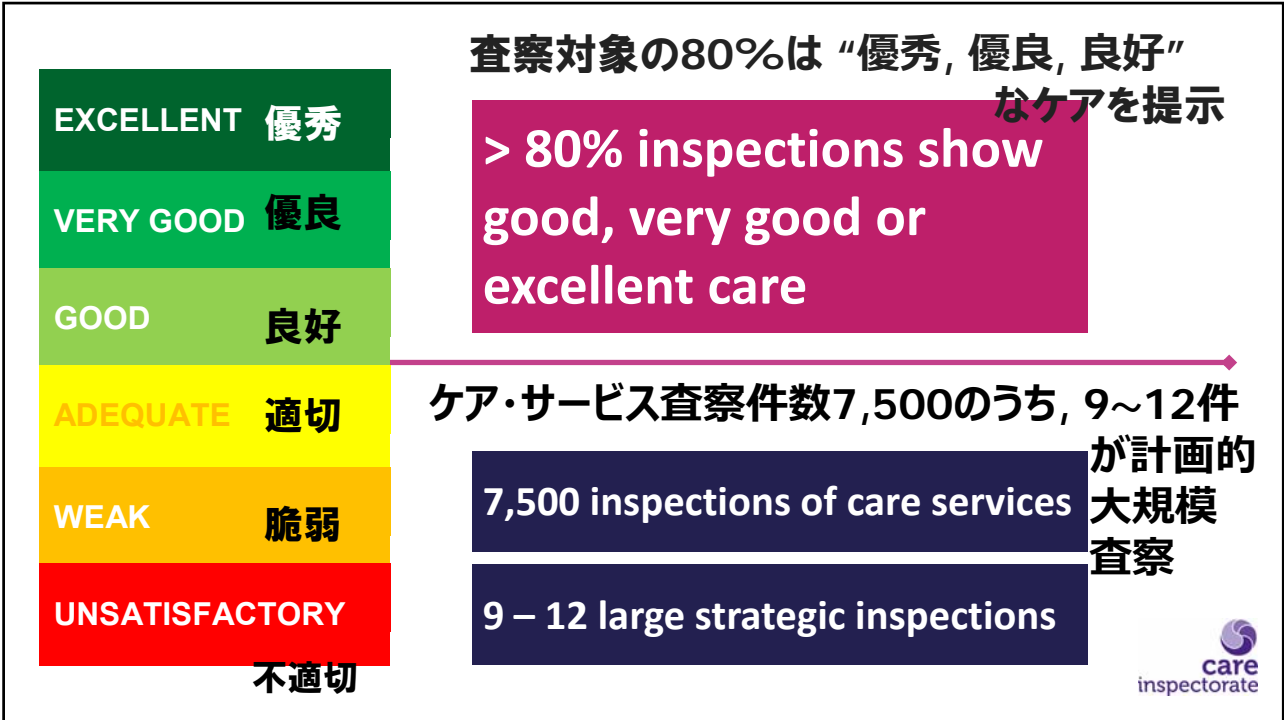 査察対象の80%は “優秀, 優良, 良好”
なケアを提示
EXCELLENT 優秀
VERY GOOD 優良
GOOD 良好
ADEQUATE 適切
WEAK 脆弱
UNSATISFACTORY
不適切
> 80% inspections show
good, very good or
excellent care
ケア・サービス査察件数7,500のうち, 9~12件
が計画的
大規模
査察
7,500 inspections of care services
9 – 12 large strategic inspections
care
inspectorate